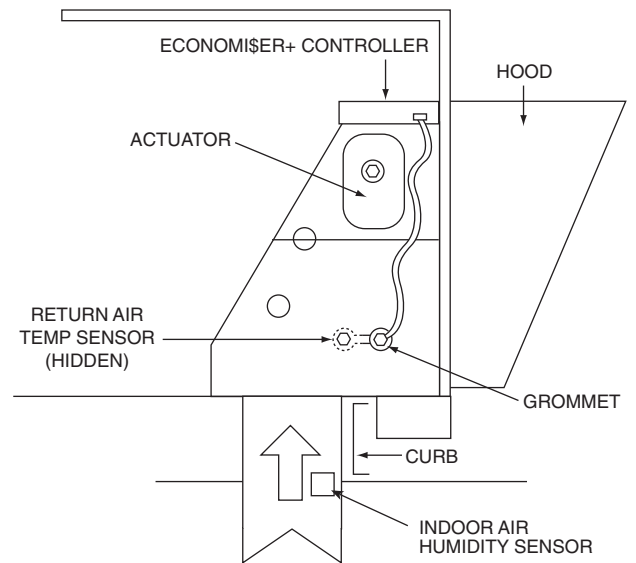 ECONOMI$ER+ CONTROLLER
HOOD
ACTUATOR
RETURN AIR
TEMP SENSOR
(HIDDEN)
GROMMET
CURB
INDOOR AIR
HUMIDITY SENSOR